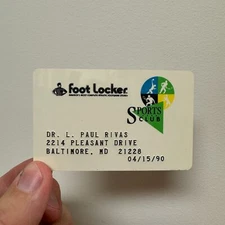 foot Locker
SPORTS
CLUB
DR. L. PAUL RIVAS
2214 PLEASANT DRIVE
BALTIMORE, MD 21228
04/15/90